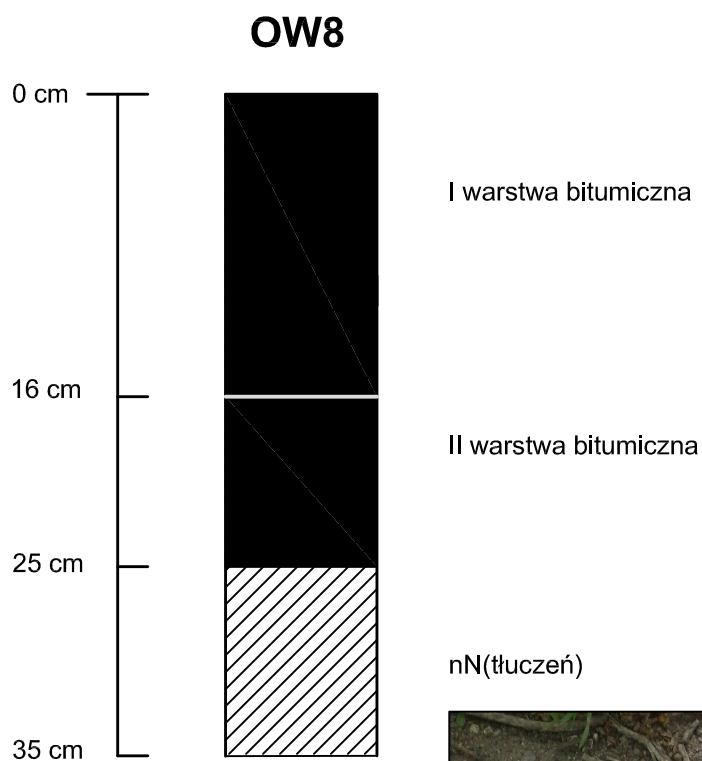 OW8
0 cm
I warstwa bitumiczna
16 cm
II warstwa bitumiczna
25 cm
nN(tłuczeń)
35 cm